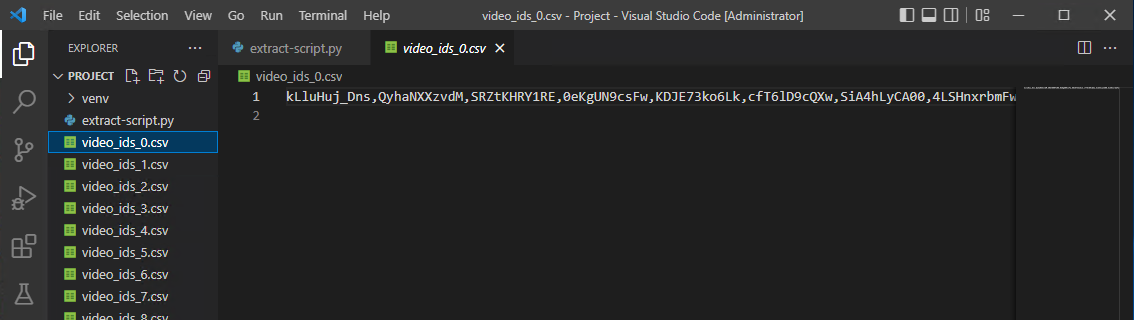 File Edit Selection View Go Run Terminal Help video_ids_0.csv - Project - Visual Studio Code [Administrator]
EXPLORER ...
PROJECT
venv
extract-script.py
video_ids_0.csv
video_ids_1.csv
video_ids_2.csv
video_ids_3.csv
video_ids_4.csv
video_ids_5.csv
video_ids_6.csv
video_ids_7.csv
video_ids_8.csv
extract-script.py video_ids_0.csv
video_ids_0.csv
1 kLluHuj_Dns,QyhaNXXzvdM,SRZtKHRY1RE,0eKgUN9csFw,KDJE73ko6Lk,cfT6lD9cQXw,SiA4hLyCA00,4LSHnxrbmFw
2